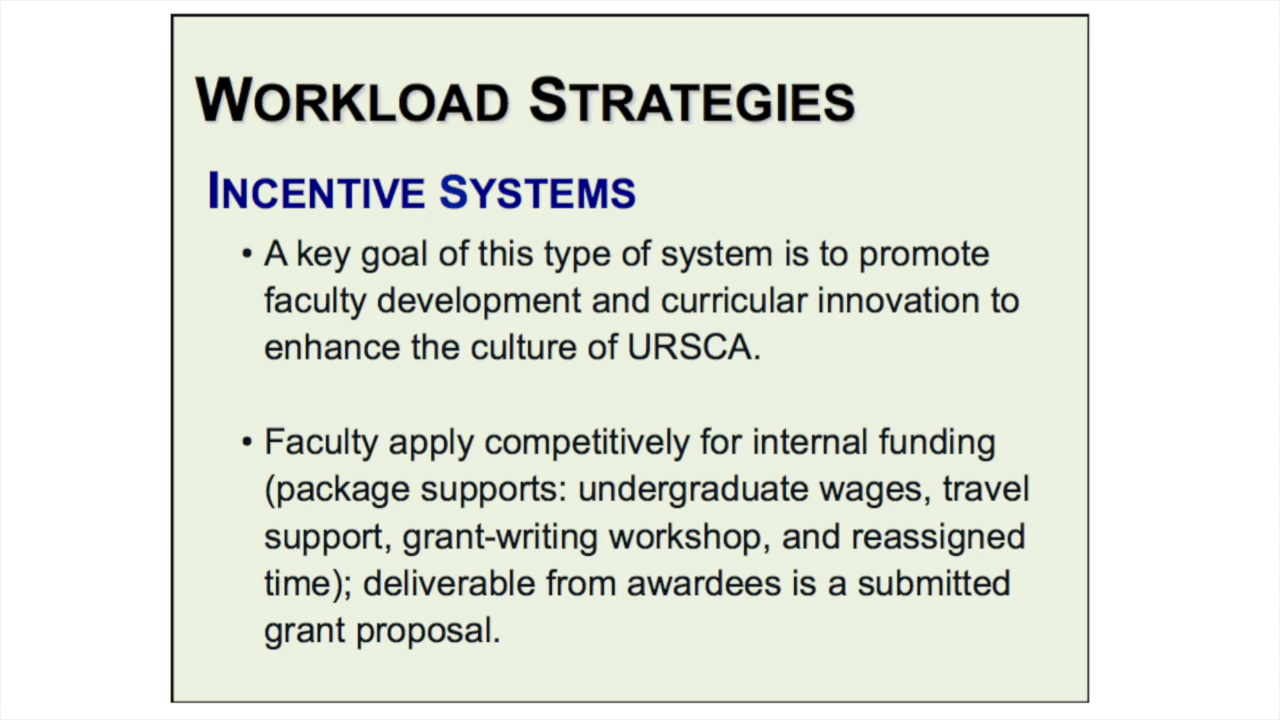 WORKLOAD STRATEGIES
INCENTIVE SYSTEMS
• A key goal of this type of system is to promote
faculty development and curricular innovation to
enhance the culture of URSCA.
• Faculty apply competitively for internal funding
(package supports: undergraduate wages, travel
support, grant-writing workshop, and reassigned
time); deliverable from awardees is a submitted
grant proposal.